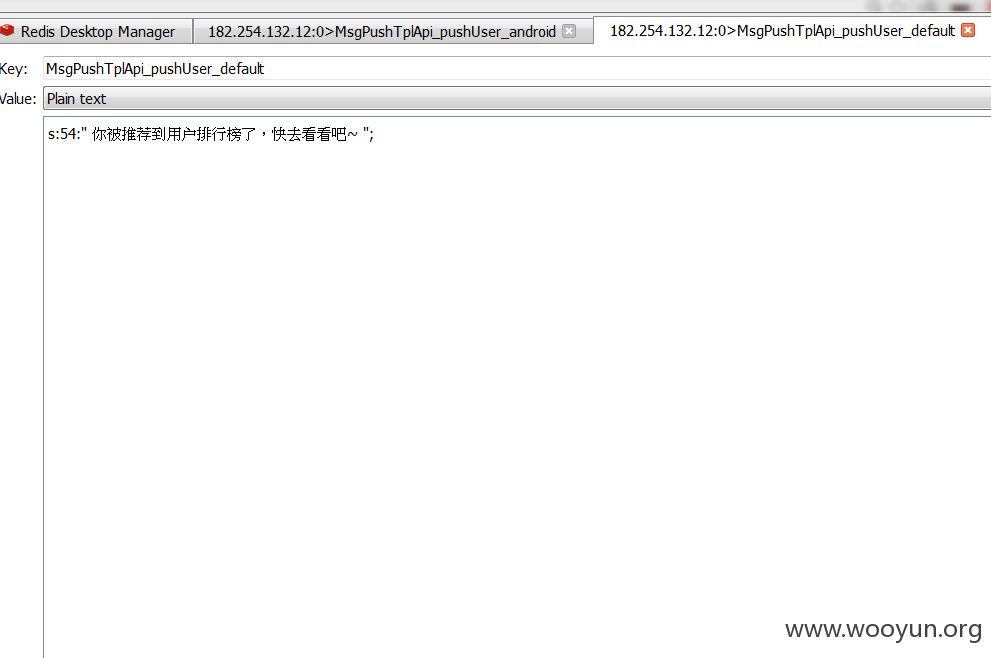 Redis Desktop Manager
182.254.132.12:0>MsgPushTplApi_pushUser_android
182.254.132.12:0>MsgPushTplApi_pushUser_default
Key:
MsgPushTplApi_pushUser_default
Value:
Plain text
s:54:" 你被推荐到用户排行榜了，快去看看吧~ ";
www.wooyun.org